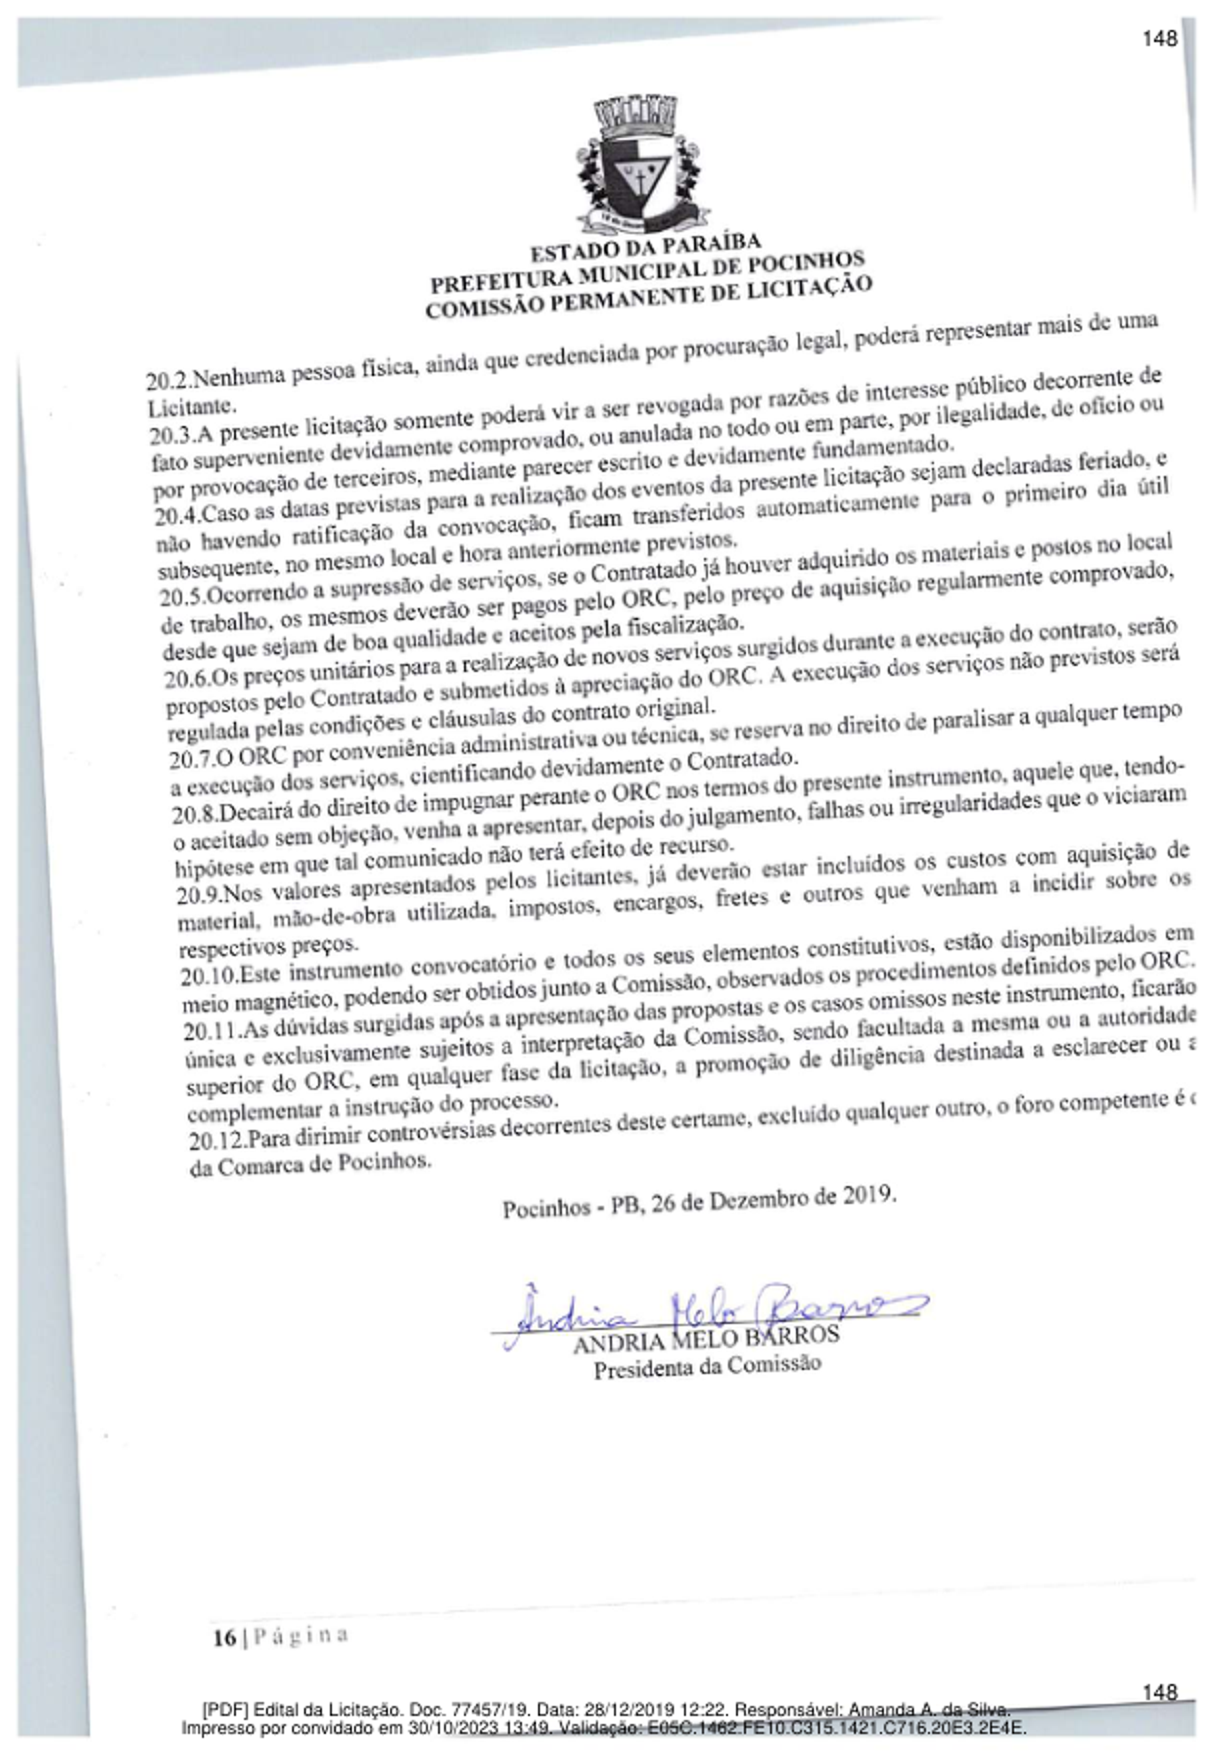 148
ESTADO DA PARAÍBA
PREFEITURA MUNICIPAL DE POCINHOS
COMISSÃO PERMANENTE DE LICITAÇÃO
20.2.Nenhuma pessoa física, ainda que credenciada por procuração legal, poderá representar mais de uma
Licitante.
20.3.A presente licitação somente poderá vir a ser revogada por razões de interesse público decorrente de
fato superveniente devidamente comprovado, ou anulada no todo ou em parte, por ilegalidade, de ofício ou
por provocação de terceiros, mediante parecer escrito e devidamente fundamentado.
20.4.Caso as datas previstas para a realização dos eventos da presente licitação sejam declaradas feriado, e
não havendo ratificação da convocação, ficam transferidos automaticamente para o primeiro dia útil
subsequente, no mesmo local e hora anteriormente previstos.
20.5.Ocorrendo a supressão de serviços, se o Contratado já houver adquirido os materiais e postos no local
de trabalho, os mesmos deverão ser pagos pelo ORC, pelo preço de aquisição regularmente comprovado,
desde que sejam de boa qualidade e aceitos pela fiscalização.
20.6.Os preços unitários para a realização de novos serviços surgidos durante a execução do contrato, serão
propostos pelo Contratado e submetidos à apreciação do ORC. A execução dos serviços não previstos será
regulada pelas condições e cláusulas do contrato original.
20.7.O ORC por conveniência administrativa ou técnica, se reserva no direito de paralisar a qualquer tempo
a execução dos serviços, cientificando devidamente o Contratado.
20.8.Decairá do direito de impugnar perante o ORC nos termos do presente instrumento, aquele que, tendo-
o aceitado sem objeção, venha a apresentar, depois do julgamento, falhas ou irregularidades que o viciaram
hipótese em que tal comunicado não terá efeito de recurso.
20.9.Nos valores apresentados pelos licitantes, já deverão estar incluídos os custos com aquisição de
material, mão-de-obra utilizada, impostos, encargos, fretes e outros que venham a incidir sobre os
respectivos preços.
20.10.Este instrumento convocatório e todos os seus elementos constitutivos, estão disponibilizados em
meio magnético, podendo ser obtidos junto a Comissão, observados os procedimentos definidos pelo ORC.
20.11.As dúvidas surgidas após a apresentação das propostas e os casos omissos neste instrumento, ficarão
única e exclusivamente sujeitos a interpretação da Comissão, sendo facultada a mesma ou a autoridade
superior do ORC, em qualquer fase da licitação, a promoção de diligência destinada a esclarecer ou a
complementar a instrução do processo.
20.12.Para dirimir controvérsias decorrentes deste certame, excluído qualquer outro, o foro competente é
da Comarca de Pocinhos.
Pocinhos - PB, 26 de Dezembro de 2019.
Ândria Melo Barros
ANDRIA MELO BARROS
Presidenta da Comissão
16 | Página
148
[PDF] Edital da Licitação. Doc. 77457/19. Data: 28/12/2019 12:22. Responsável: Amanda A. da Silva.
Impresso por convidado em 30/10/2023 13:49. Validação: E05C.1462.FE10.C315.1421.C716.20E3.2E4E.